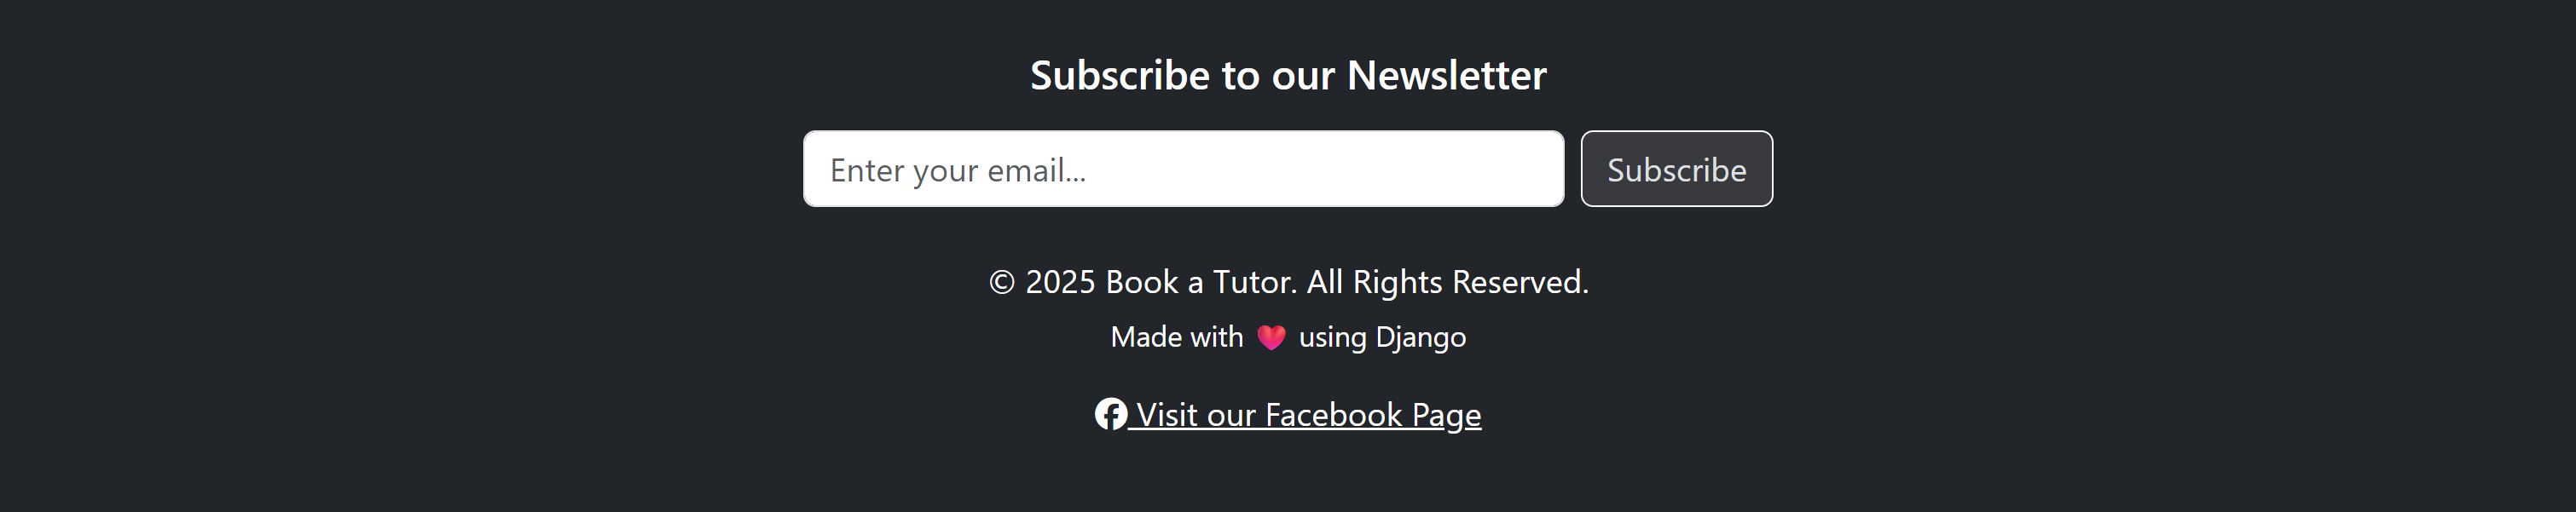 Subscribe to our Newsletter
Enter your email... Subscribe
© 2025 Book a Tutor. All Rights Reserved.
Made with ❤️ using Django
Visit our Facebook Page